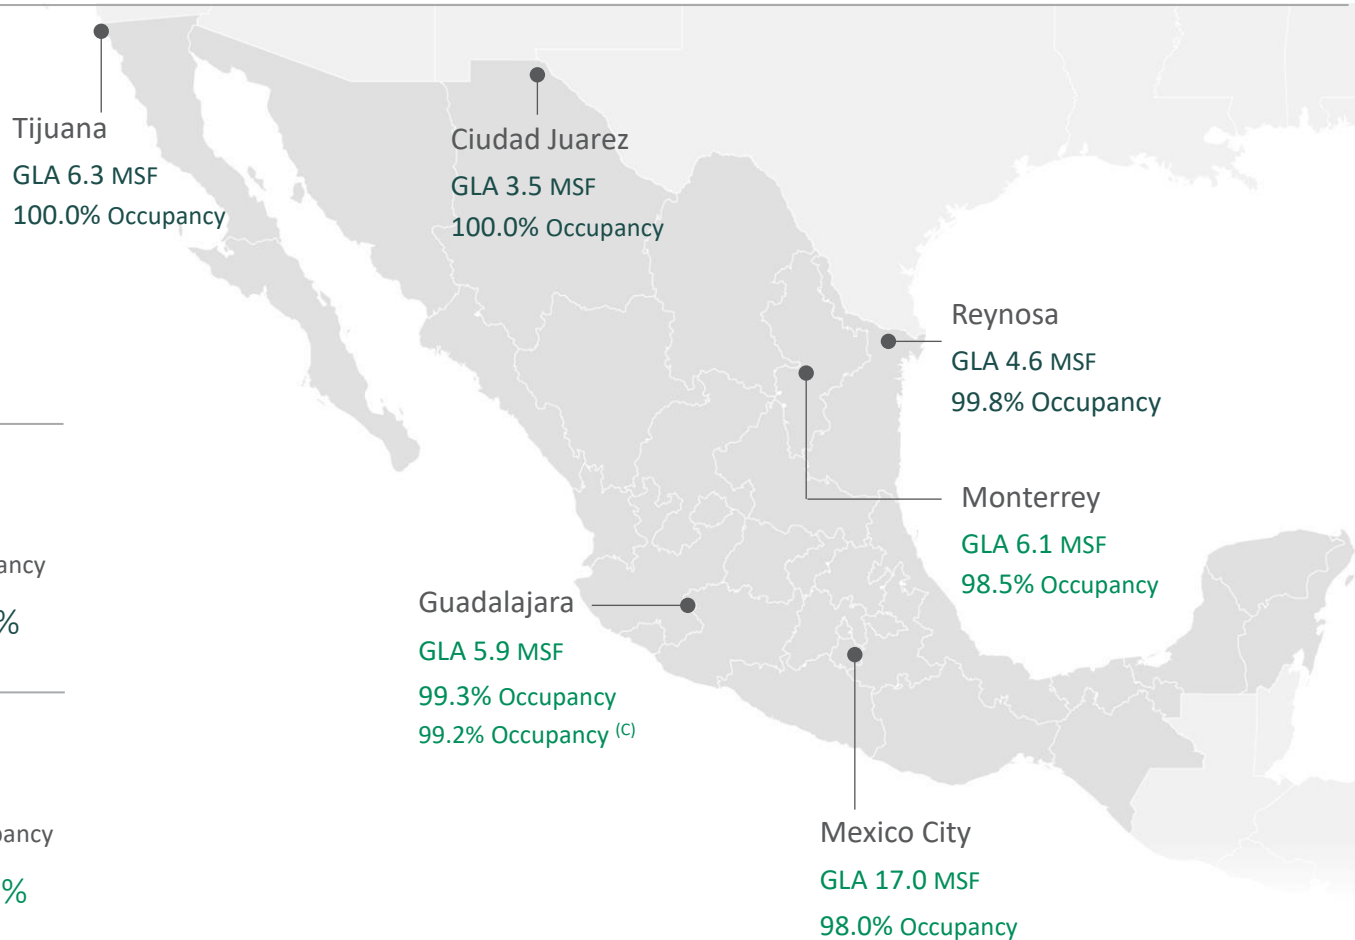 Tijuana
GLA 6.3 MSF
100.0% Occupancy
Ciudad Juarez
GLA 3.5 MSF
100.0% Occupancy
Reynosa
GLA 4.6 MSF
99.8% Occupancy
Monterrey
GLA 6.1 MSF
98.5% Occupancy
Guadalajara
GLA 5.9 MSF
99.3% Occupancy
99.2% Occupancy (C)
Mexico City
GLA 17.0 MSF
98.0% Occupancy
%
%